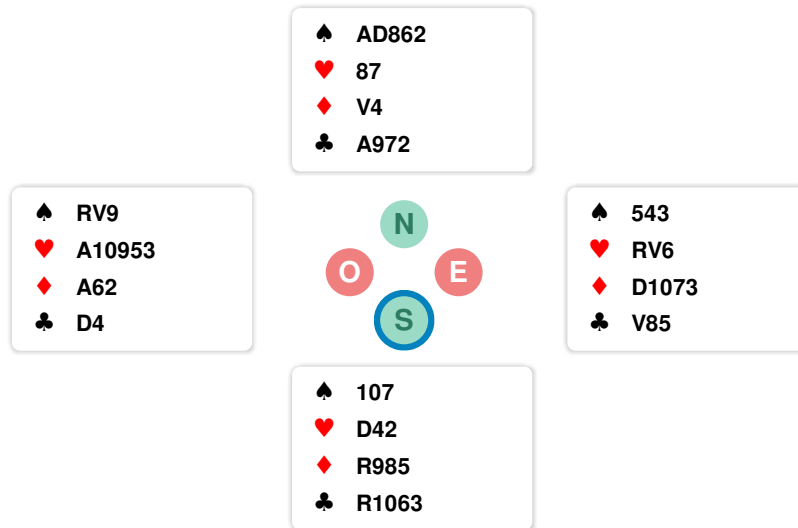 ♠ AD862
♥ 87
♦ V4
♣ A972
♠ RV9
♥ A10953
♦ A62
♣ D4
N
O E
S
♠ 543
♥ RV6
♦ D1073
♣ V85
♠ 107
♥ D42
♦ R985
♣ R1063